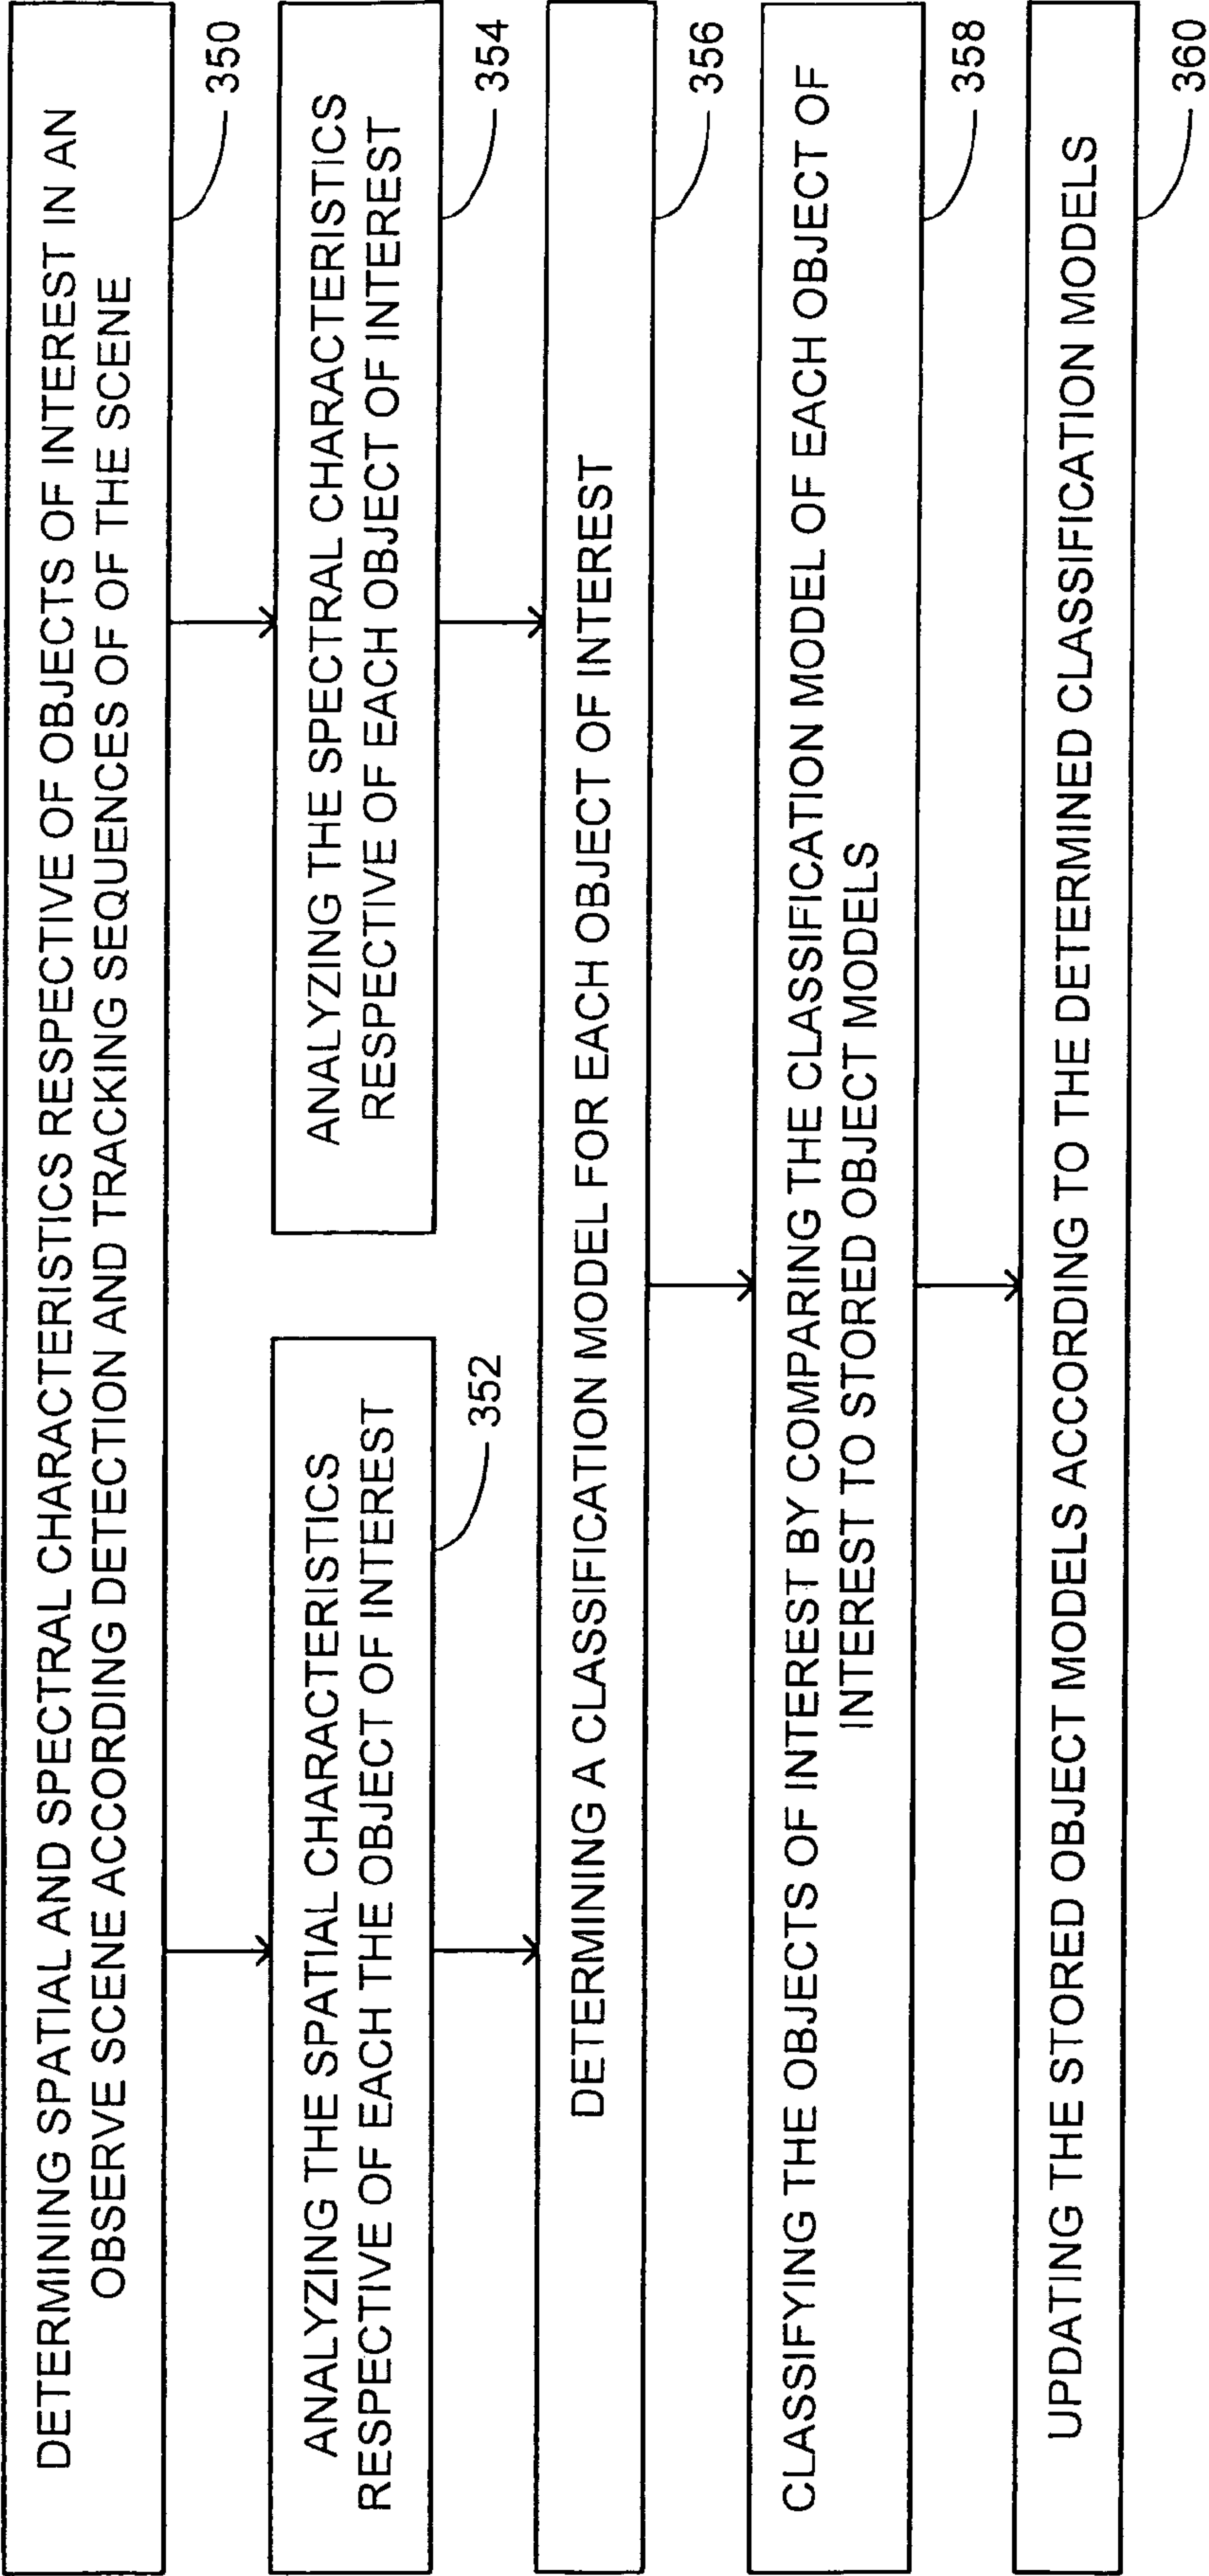 DETERMINING SPATIAL AND SPECTRAL CHARACTERISTICS RESPECTIVE OF OBJECTS OF INTEREST IN AN
OBSERVE SCENE ACCORDING DETECTION AND TRACKING SEQUENCES OF OF THE SCENE
350
ANALYZING THE SPATIAL CHARACTERISTICS
RESPECTIVE OF EACH THE OBJECT OF INTEREST
352
ANALYZING THE SPECTRAL CHARACTERISTICS
RESPECTIVE OF EACH OBJECT OF INTEREST
354
DETERMINING A CLASSIFICATION MODEL FOR EACH OBJECT OF INTEREST
356
CLASSIFYING THE OBJECTS OF INTEREST BY COMPARING THE CLASSIFICATION MODEL OF EACH OBJECT OF
INTEREST TO STORED OBJECT MODELS
358
UPDATING THE STORED OBJECT MODELS ACCORDING TO THE DETERMINED CLASSIFICATION MODELS
360